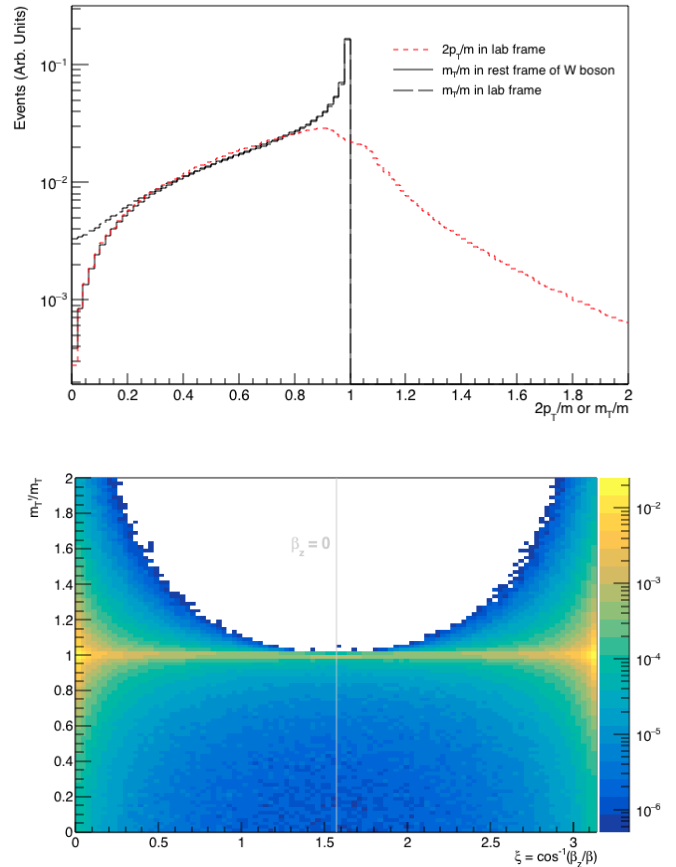 Events (Arb. Units)
10⁻¹
10⁻²
10⁻³
2p_T/m in lab frame
m_T/m in rest frame of W boson
m_T/m in lab frame
0 0.2 0.4 0.6 0.8 1 1.2 1.4 1.6 1.8 2
2p_T/m or m_T/m
m_T'/m_T
2
1.8
1.6
1.4
1.2
1
0.8
0.6
0.4
0.2
0
β_z = 0
10⁻²
10⁻³
10⁻⁴
10⁻⁵
10⁻⁶
0 0.5 1 1.5 2 2.5 3
ξ = cos⁻¹(β_z/β)